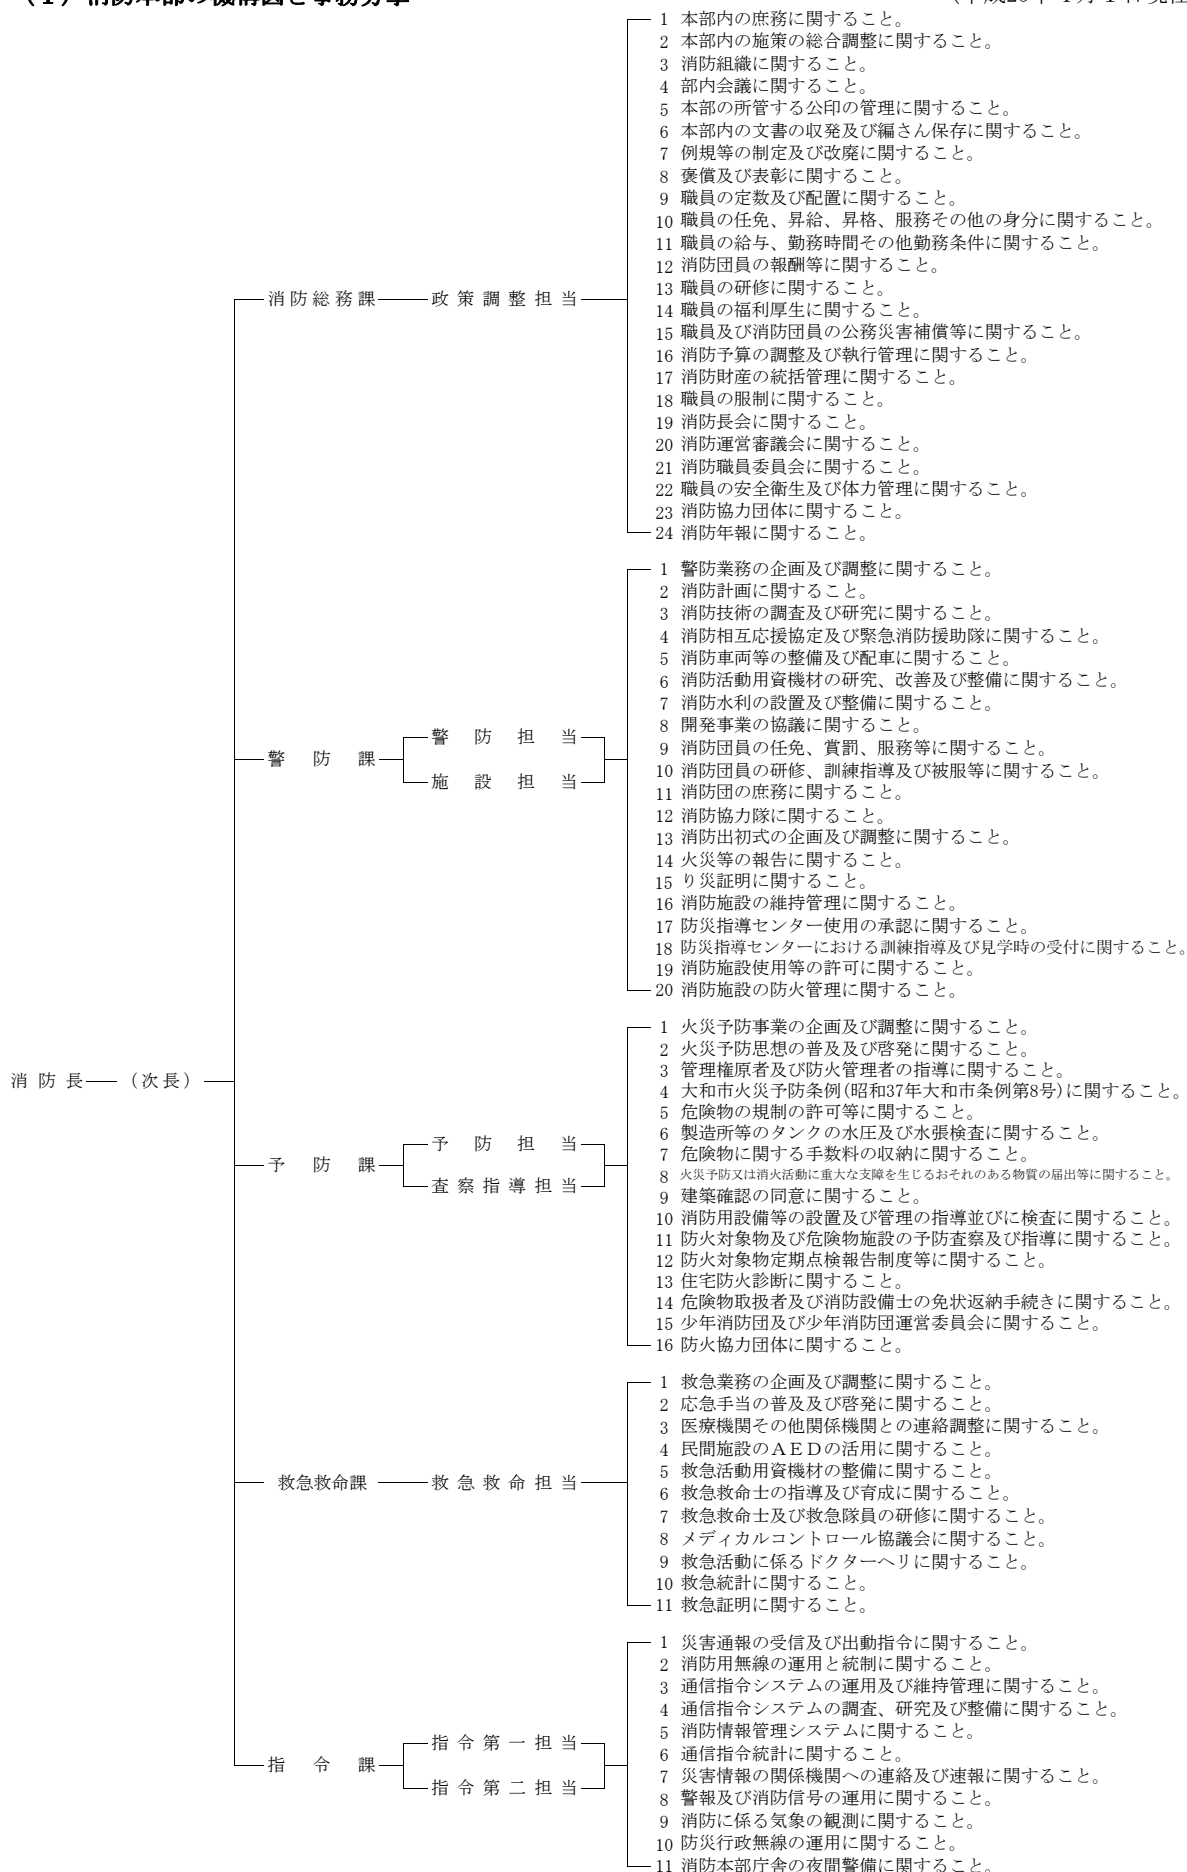 1 本部内の庶務に関すること。
2 本部内の施策の総合調整に関すること。
3 消防組織に関すること。
4 部内会議に関すること。
5 本部の所管する公印の管理に関すること。
6 本部内の文書の収発及び編さん保存に関すること。
7 例規等の制定及び改廃に関すること。
8 褒償及び表彰に関すること。
9 職員の定数及び配置に関すること。
10 職員の任免、昇給、昇格、服務その他の身分に関すること。
11 職員の給与、勤務時間その他勤務条件に関すること。
12 消防団員の報酬等に関すること。
消防総務課 政策調整担当
13 職員の研修に関すること。
14 職員の福利厚生に関すること。
15 職員及び消防団員の公務災害補償等に関すること。
16 消防予算の調整及び執行管理に関すること。
17 消防財産の統括管理に関すること。
18 職員の服制に関すること。
19 消防長会に関すること。
20 消防運営審議会に関すること。
21 消防職員委員会に関すること。
22 職員の安全衛生及び体力管理に関すること。
23 消防協力団体に関すること。
24 消防年報に関すること。
1 警防業務の企画及び調整に関すること。
2 消防計画に関すること。
3 消防技術の調査及び研究に関すること。
4 消防相互応援協定及び緊急消防援助隊に関すること。
5 消防車両等の整備及び配車に関すること。
6 消防活動用資機材の研究、改善及び整備に関すること。
7 消防水利の設置及び整備に関すること。
8 開発事業の協議に関すること。
警防課
警防担当
施設担当
9 消防団員の任免、賞罰、服務等に関すること。
10 消防団員の研修、訓練指導及び被服等に関すること。
11 消防団の庶務に関すること。
12 消防協力隊に関すること。
13 消防出初式の企画及び調整に関すること。
14 火災等の報告に関すること。
15 り災証明に関すること。
16 消防施設の維持管理に関すること。
17 防災指導センター使用の承認に関すること。
18 防災指導センターにおける訓練指導及び見学時の受付に関すること。
19 消防施設使用等の許可に関すること。
20 消防施設の防火管理に関すること。
消防長 (次長)
1 火災予防事業の企画及び調整に関すること。
2 火災予防思想の普及及び啓発に関すること。
3 管理権原者及び防火管理者の指導に関すること。
4 大和市火災予防条例(昭和37年大和市条例第8号)に関すること。
5 危険物の規制の許可等に関すること。
6 製造所等のタンクの水圧及び水張検査に関すること。
7 危険物に関する手数料の収納に関すること。
予防課
予防担当
査察指導担当
8 火災予防又は消火活動に重大な支障を生じるおそれのある物質の届出等に関すること。
9 建築確認の同意に関すること。
10 消防用設備等の設置及び管理の指導並びに検査に関すること。
11 防火対象物及び危険物施設の予防査察及び指導に関すること。
12 防火対象物定期点検報告制度等に関すること。
13 住宅防火診断に関すること。
14 危険物取扱者及び消防設備士の免状返納手続きに関すること。
15 少年消防団及び少年消防団運営委員会に関すること。
16 防火協力団体に関すること。
1 救急業務の企画及び調整に関すること。
2 応急手当の普及及び啓発に関すること。
3 医療機関その他関係機関との連絡調整に関すること。
4 民間施設のAEDの活用に関すること。
5 救急活動用資機材の整備に関すること。
救急救命課 救急救命担当
6 救急救命士の指導及び育成に関すること。
7 救急救命士及び救急隊員の研修に関すること。
8 メディカルコントロール協議会に関すること。
9 救急活動に係るドクターヘリに関すること。
10 救急統計に関すること。
11 救急証明に関すること。
1 災害通報の受信及び出動指令に関すること。
2 消防用無線の運用と統制に関すること。
3 通信指令システムの運用及び維持管理に関すること。
4 通信指令システムの調査、研究及び整備に関すること。
5 消防情報管理システムに関すること。
指令課
指令第一担当
指令第二担当
6 通信指令統計に関すること。
7 災害情報の関係機関への連絡及び速報に関すること。
8 警報及び消防信号の運用に関すること。
9 消防に係る気象の観測に関すること。
10 防災行政無線の運用に関すること。
11 消防本部庁舎の夜間警備に関すること。